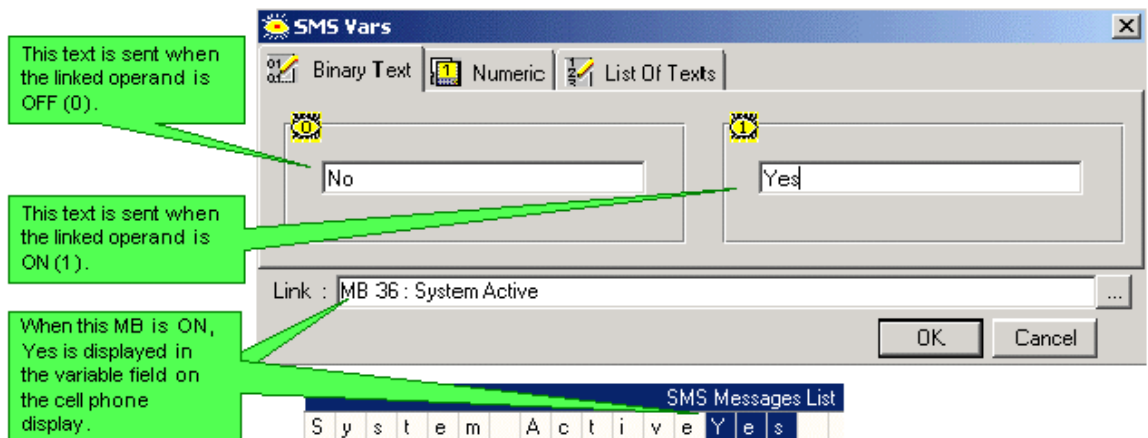 This text is sent when
the linked operand is
OFF (0).
This text is sent when
the linked operand is
ON (1).
When this MB is ON,
Yes is displayed in
the variable field on
the cell phone
display.
SMS Vars
Binary Text
Numeric
List Of Texts
0
1
No
Yes
Link : MB 36 : System Active
...
OK
Cancel
SMS Messages List
System Active Yes